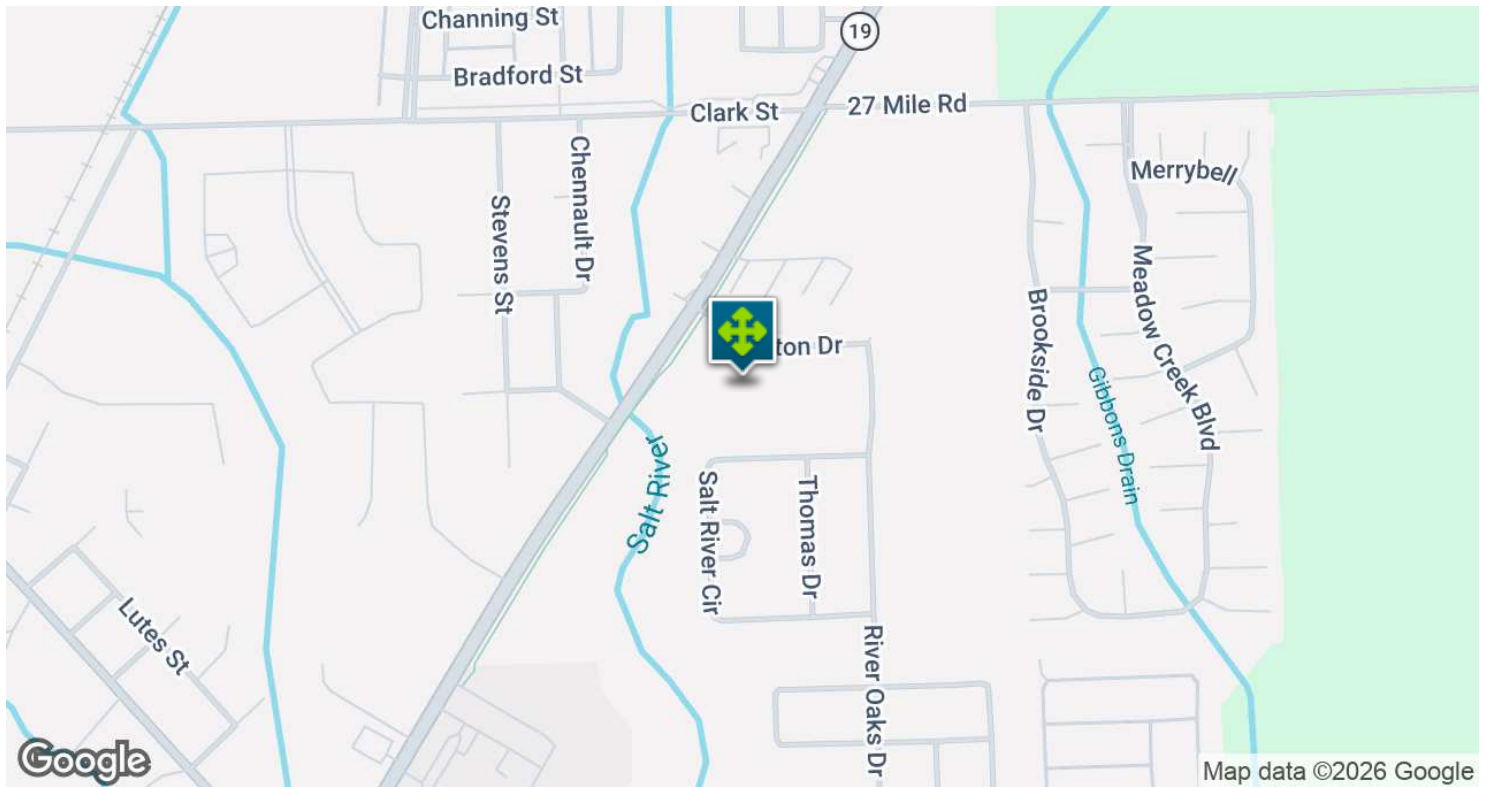 Channing St
19
Bradford St
27 Mile Rd
Clark St
Chennault Dr
Merrybell
Stevens St
Meadow Creek Blvd
Brookside Dr
ton Dr
Gibbons Drain
Salt River
Salt River Cir
Thomas Dr
Lutes St
River Oaks Dr
Google
Map data ©2026 Google